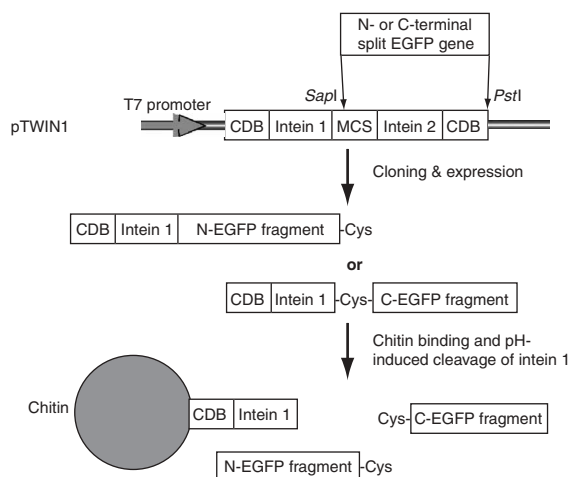 N- or C-terminal
split EGFP gene
SapI
PstI
T7 promoter
pTWIN1
CDB Intein 1 MCS Intein 2 CDB
Cloning & expression
CDB Intein 1 N-EGFP fragment -Cys
or
CDB Intein 1 -Cys- C-EGFP fragment
Chitin binding and pH-
induced cleavage of intein 1
Chitin
CDB Intein 1
Cys- C-EGFP fragment
N-EGFP fragment -Cys